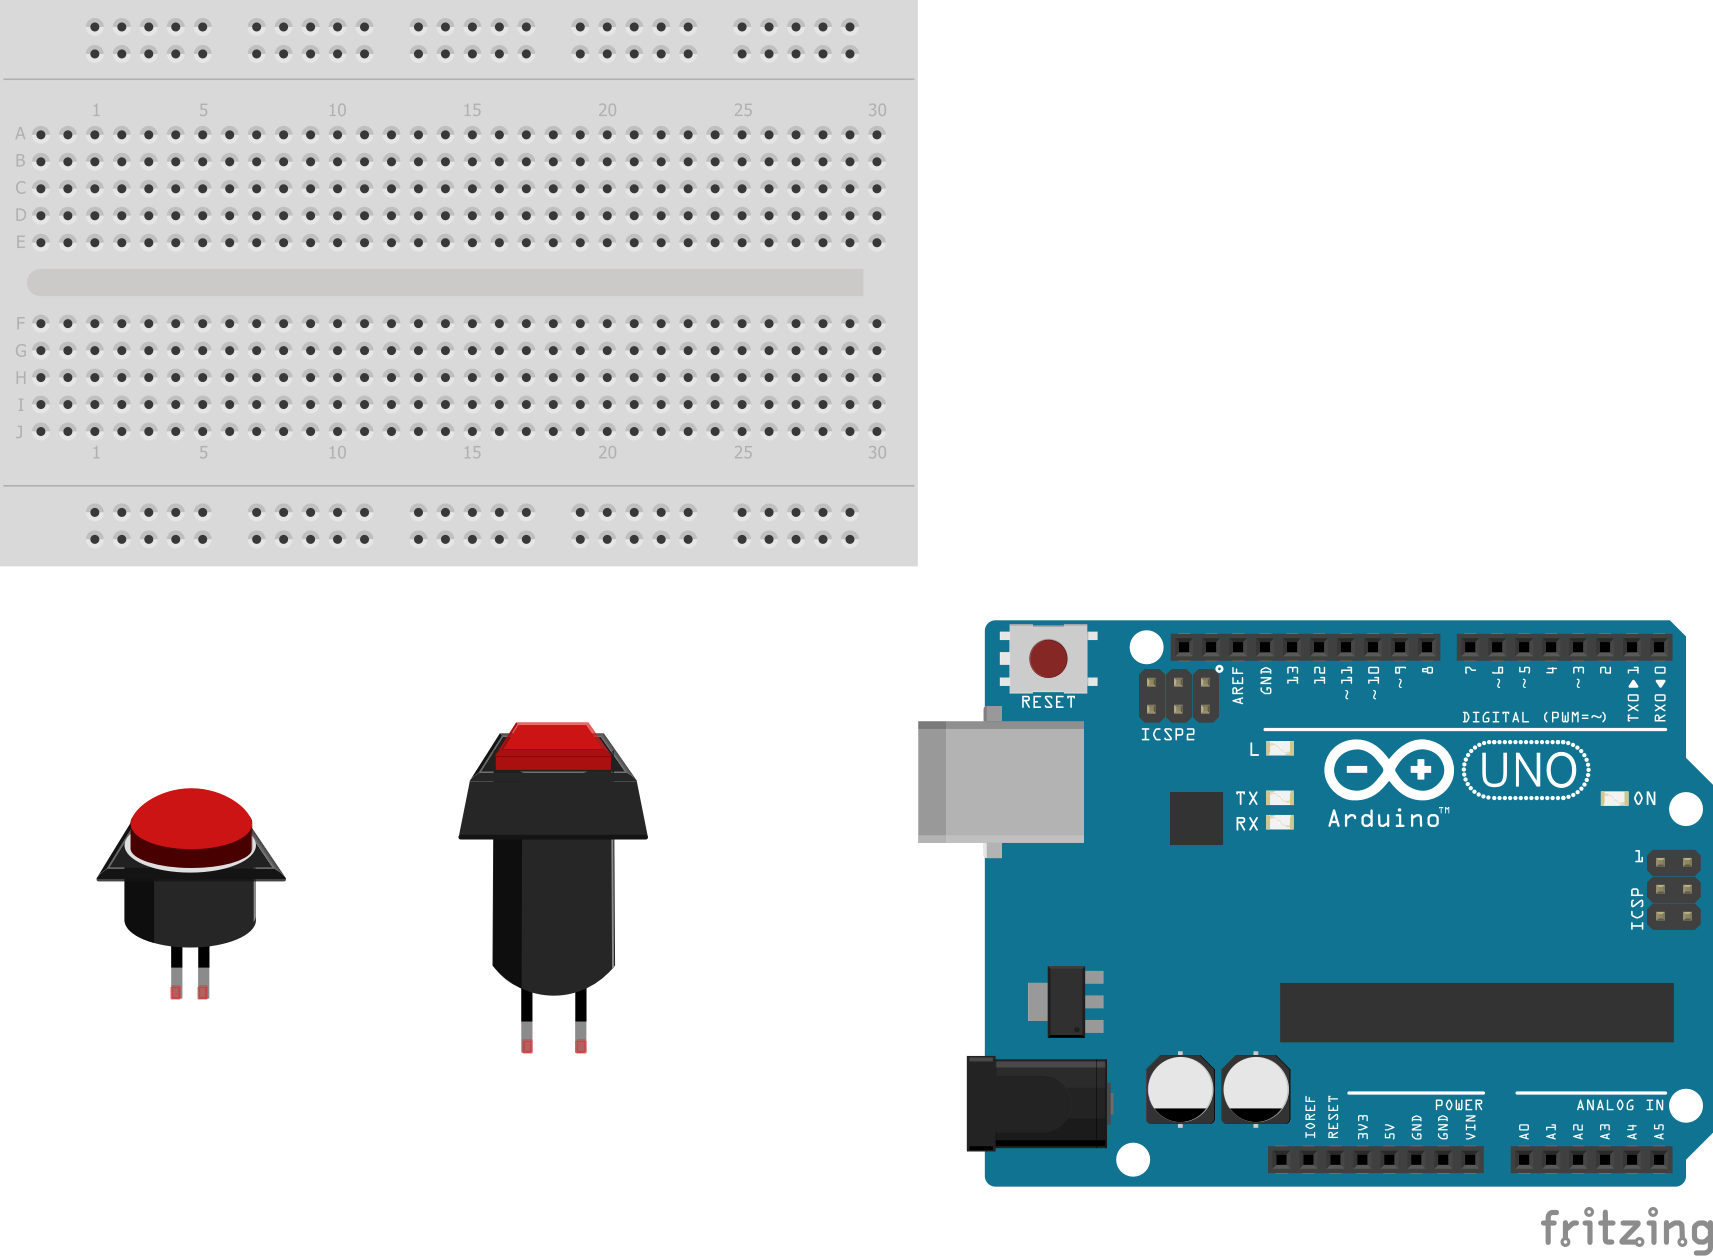 1 5 10 15 20 25 30
A
B
C
D
E
F
G
H
I
J
1 5 10 15 20 25 30
RESET
ICSP2
AREF
GND
13
12
~11
~10
~9
8
7
~6
~5
4
~3
2
TX0▶1
RX0◀0
DIGITAL (PWM=~)
L
TX
RX
UNO
Arduino™
ON
1
ICSP
POWER
ANALOG IN
IOREF
RESET
3V3
5V
GND
GND
VIN
A0
A1
A2
A3
A4
A5
fritzing